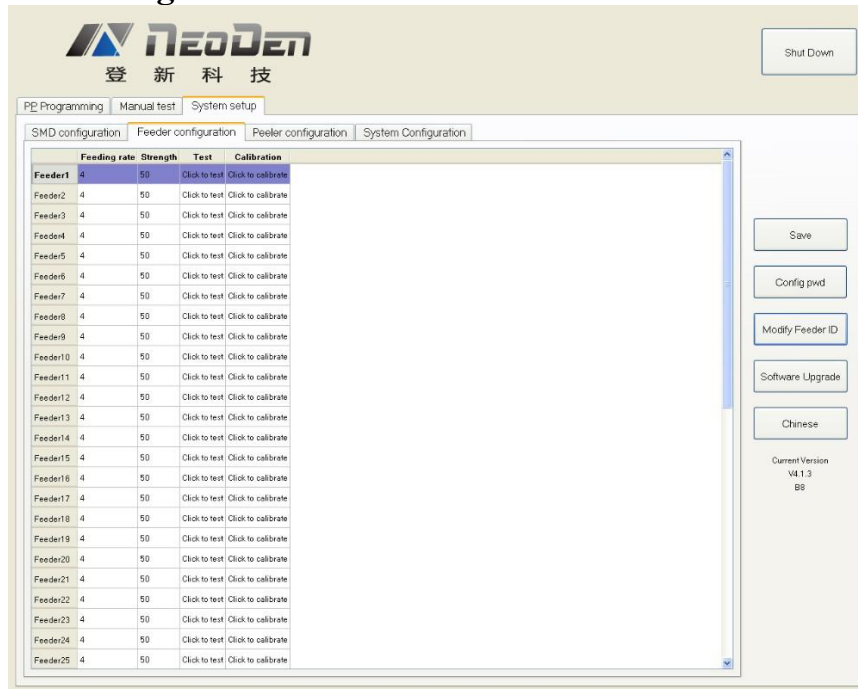 NEODEN
登新科技
Shut Down
PP Programming Manual test System setup
SMD configuration Feeder configuration Peeler configuration System Configuration
Feeding rate Strength Test Calibration
Feeder1 4 50 Click to test Click to calibrate
Feeder2 4 50 Click to test Click to calibrate
Feeder3 4 50 Click to test Click to calibrate
Feeder4 4 50 Click to test Click to calibrate
Feeder5 4 50 Click to test Click to calibrate
Feeder6 4 50 Click to test Click to calibrate
Feeder7 4 50 Click to test Click to calibrate
Feeder8 4 50 Click to test Click to calibrate
Feeder9 4 50 Click to test Click to calibrate
Feeder10 4 50 Click to test Click to calibrate
Feeder11 4 50 Click to test Click to calibrate
Feeder12 4 50 Click to test Click to calibrate
Feeder13 4 50 Click to test Click to calibrate
Feeder14 4 50 Click to test Click to calibrate
Feeder15 4 50 Click to test Click to calibrate
Feeder16 4 50 Click to test Click to calibrate
Feeder17 4 50 Click to test Click to calibrate
Feeder18 4 50 Click to test Click to calibrate
Feeder19 4 50 Click to test Click to calibrate
Feeder20 4 50 Click to test Click to calibrate
Feeder21 4 50 Click to test Click to calibrate
Feeder22 4 50 Click to test Click to calibrate
Feeder23 4 50 Click to test Click to calibrate
Feeder24 4 50 Click to test Click to calibrate
Feeder25 4 50 Click to test Click to calibrate
Save
Config pwd
Modify Feeder ID
Software Upgrade
Chinese
Current Version
V4.1.3
B8